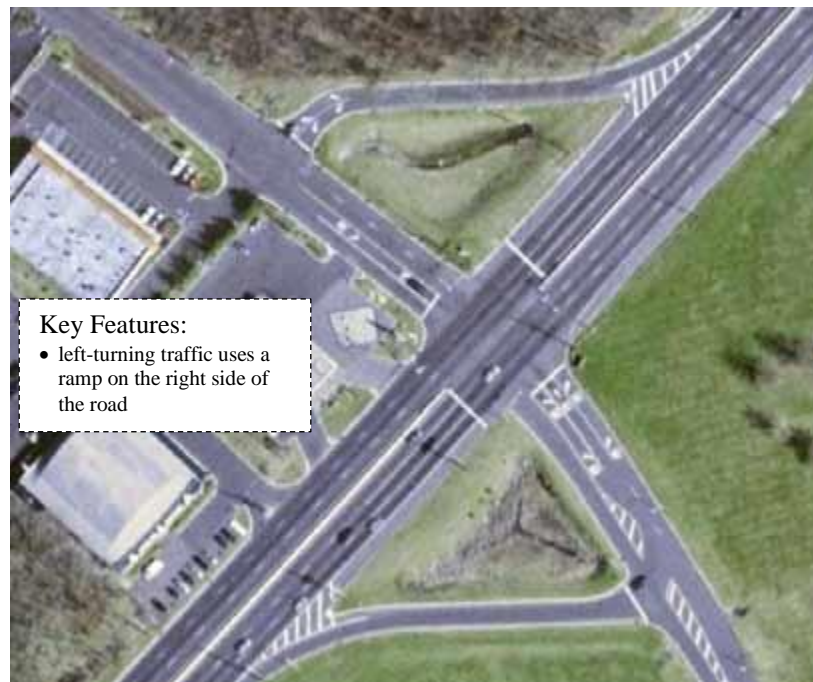 Key Features:
• left-turning traffic uses a
ramp on the right side of
the road